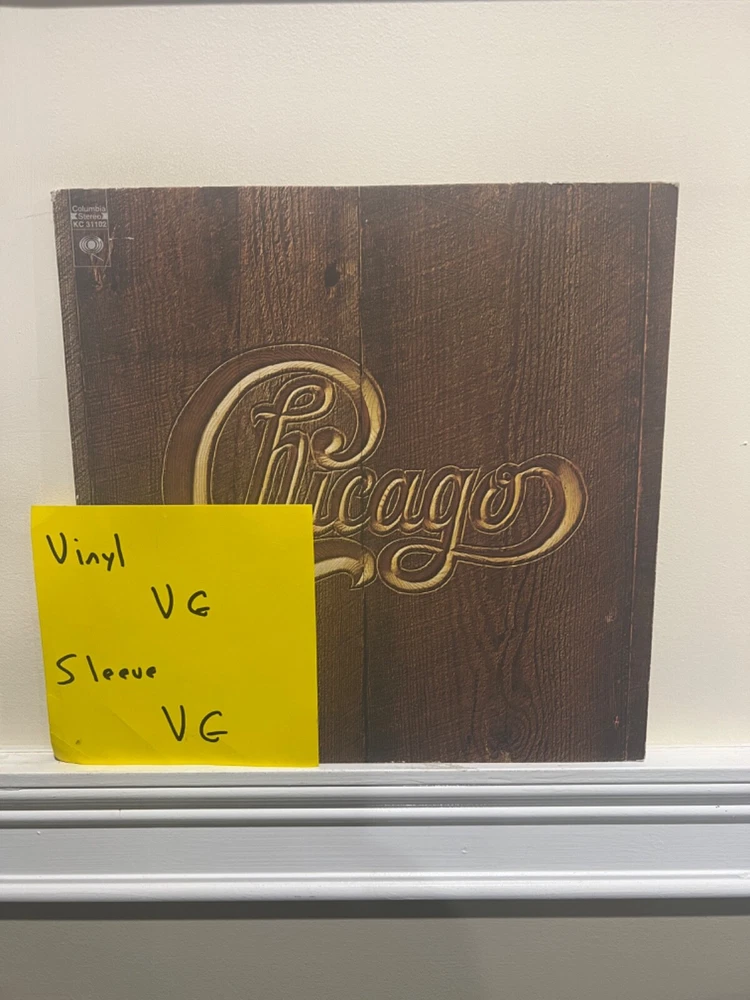 Columbia
Stereo
KC 31102
Chicago
Vinyl
VG
Sleeve
VG